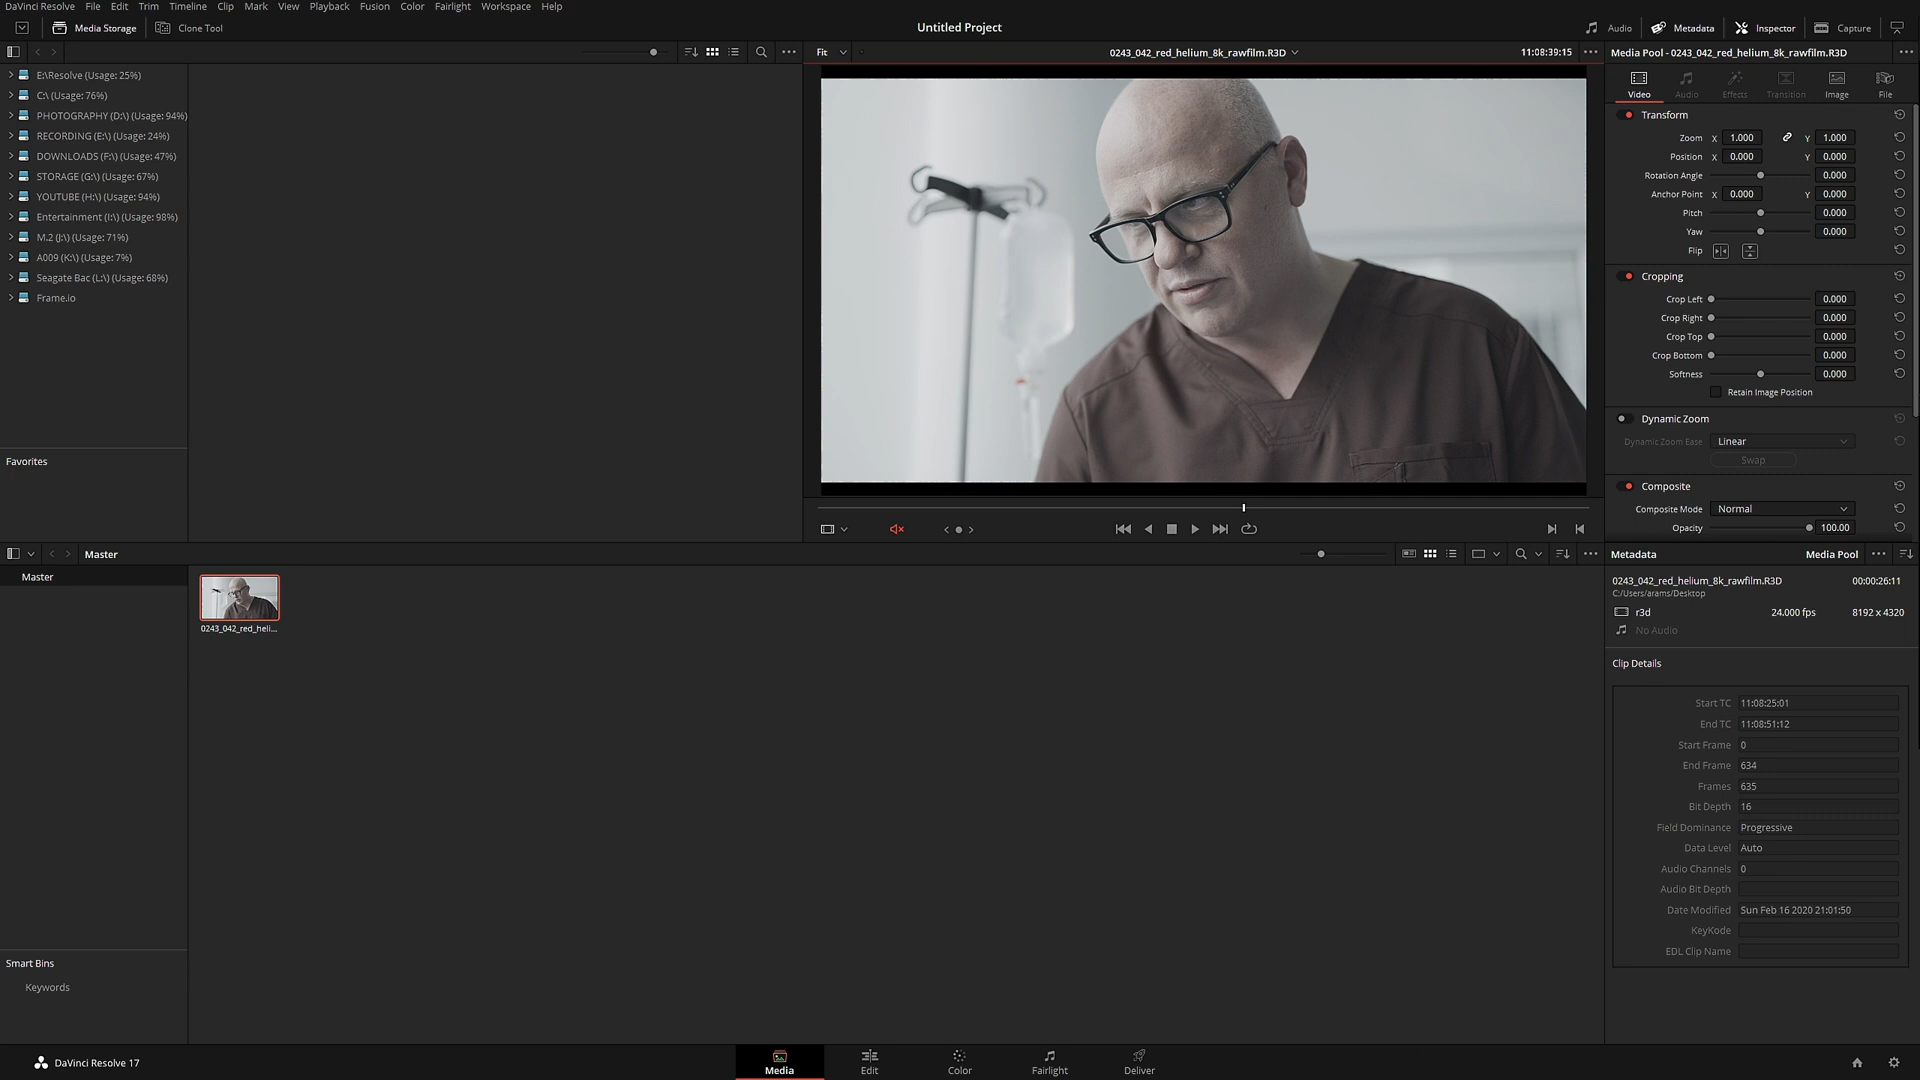 DaVinci Resolve File Edit Trim Timeline Clip Mark View Playback Fusion Color Fairlight Workspace Help
Media Storage Clone Tool Untitled Project Audio Metadata Inspector Capture
Fit 0243_042_red_helium_8k_rawfilm.R3D 11:08:39:15 Media Pool - 0243_042_red_helium_8k_rawfilm.R3D
E:\Resolve (Usage: 25%)
C:\ (Usage: 76%)
PHOTOGRAPHY (D:\) (Usage: 94%)
RECORDING (E:\) (Usage: 24%)
DOWNLOADS (F:\) (Usage: 47%)
STORAGE (G:\) (Usage: 67%)
YOUTUBE (H:\) (Usage: 94%)
Entertainment (I:\) (Usage: 98%)
M.2 (J:\) (Usage: 71%)
A009 (K:\) (Usage: 7%)
Seagate Bac (L:\) (Usage: 68%)
Frame.io
Favorites
Video Audio Effects Transition Image File
Transform
Zoom X 1.000 Y 1.000
Position X 0.000 Y 0.000
Rotation Angle 0.000
Anchor Point X 0.000 Y 0.000
Pitch 0.000
Yaw 0.000
Flip
Cropping
Crop Left 0.000
Crop Right 0.000
Crop Top 0.000
Crop Bottom 0.000
Softness 0.000
Retain Image Position
Dynamic Zoom
Dynamic Zoom Ease Linear
Swap
Composite
Composite Mode Normal
Opacity 100.00
Master
Master
0243_042_red_heli...
Smart Bins
Keywords
Metadata Media Pool
0243_042_red_helium_8k_rawfilm.R3D 00:00:26:11
C:/Users/arams/Desktop
r3d 24.000 fps 8192 x 4320
No Audio
Clip Details
Start TC 11:08:25:01
End TC 11:08:51:12
Start Frame 0
End Frame 634
Frames 635
Bit Depth 16
Field Dominance Progressive
Data Level Auto
Audio Channels 0
Audio Bit Depth
Date Modified Sun Feb 16 2020 21:01:50
KeyKode
EDL Clip Name
DaVinci Resolve 17 Media Edit Color Fairlight Deliver